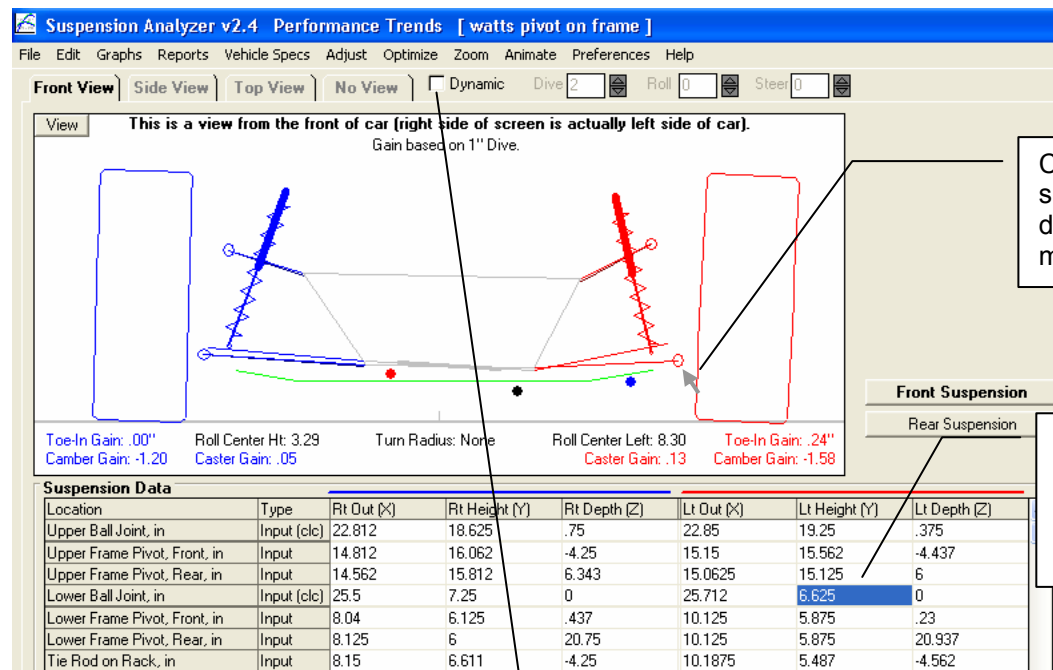 Suspension Analyzer v2.4 Performance Trends [ watts pivot on frame ]
File Edit Graphs Reports Vehicle Specs Adjust Optimize Zoom Animate Preferences Help
Front View Side View Top View No View Dynamic Dive 2 Roll 0 Steer 0
View This is a view from the front of car (right side of screen is actually left side of car).
Gain based on 1" Dive.
Front Suspension
Rear Suspension
Toe-In Gain: .00" Roll Center Ht: 3.29 Turn Radius: None Roll Center Left: 8.30 Toe-In Gain: .24"
Camber Gain: -1.20 Caster Gain: .05 Caster Gain: .13 Camber Gain: -1.58
Suspension Data
Location Type Rt Out (X) Rt Height (Y) Rt Depth (Z) Lt Out (X) Lt Height (Y) Lt Depth (Z)
Upper Ball Joint, in Input (clc) 22.812 18.625 .75 22.85 19.25 .375
Upper Frame Pivot, Front, in Input 14.812 16.062 -4.25 15.15 15.562 -4.437
Upper Frame Pivot, Rear, in Input 14.562 15.812 6.343 15.0625 15.125 6
Lower Ball Joint, in Input (clc) 25.5 7.25 0 25.712 6.625 0
Lower Frame Pivot, Front, in Input 8.04 6.125 .437 10.125 5.875 .23
Lower Frame Pivot, Rear, in Input 8.125 6 20.75 10.125 5.875 20.937
Tie Rod on Rack, in Input 8.15 6.611 -4.25 10.1875 5.487 -4.562